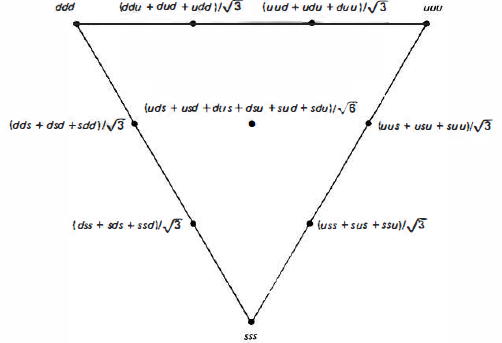 ddd (ddu + dud + udd)/√3 (uud + udu + duu)/√3 uuu
(uds + usd + dus + dsu + sud + sdu)/√6
(dds + dsd + sdd)/√3 (uus + usu + suu)/√3
(dss + sds + ssd)/√3 (uss + sus + ssu)/√3
sss